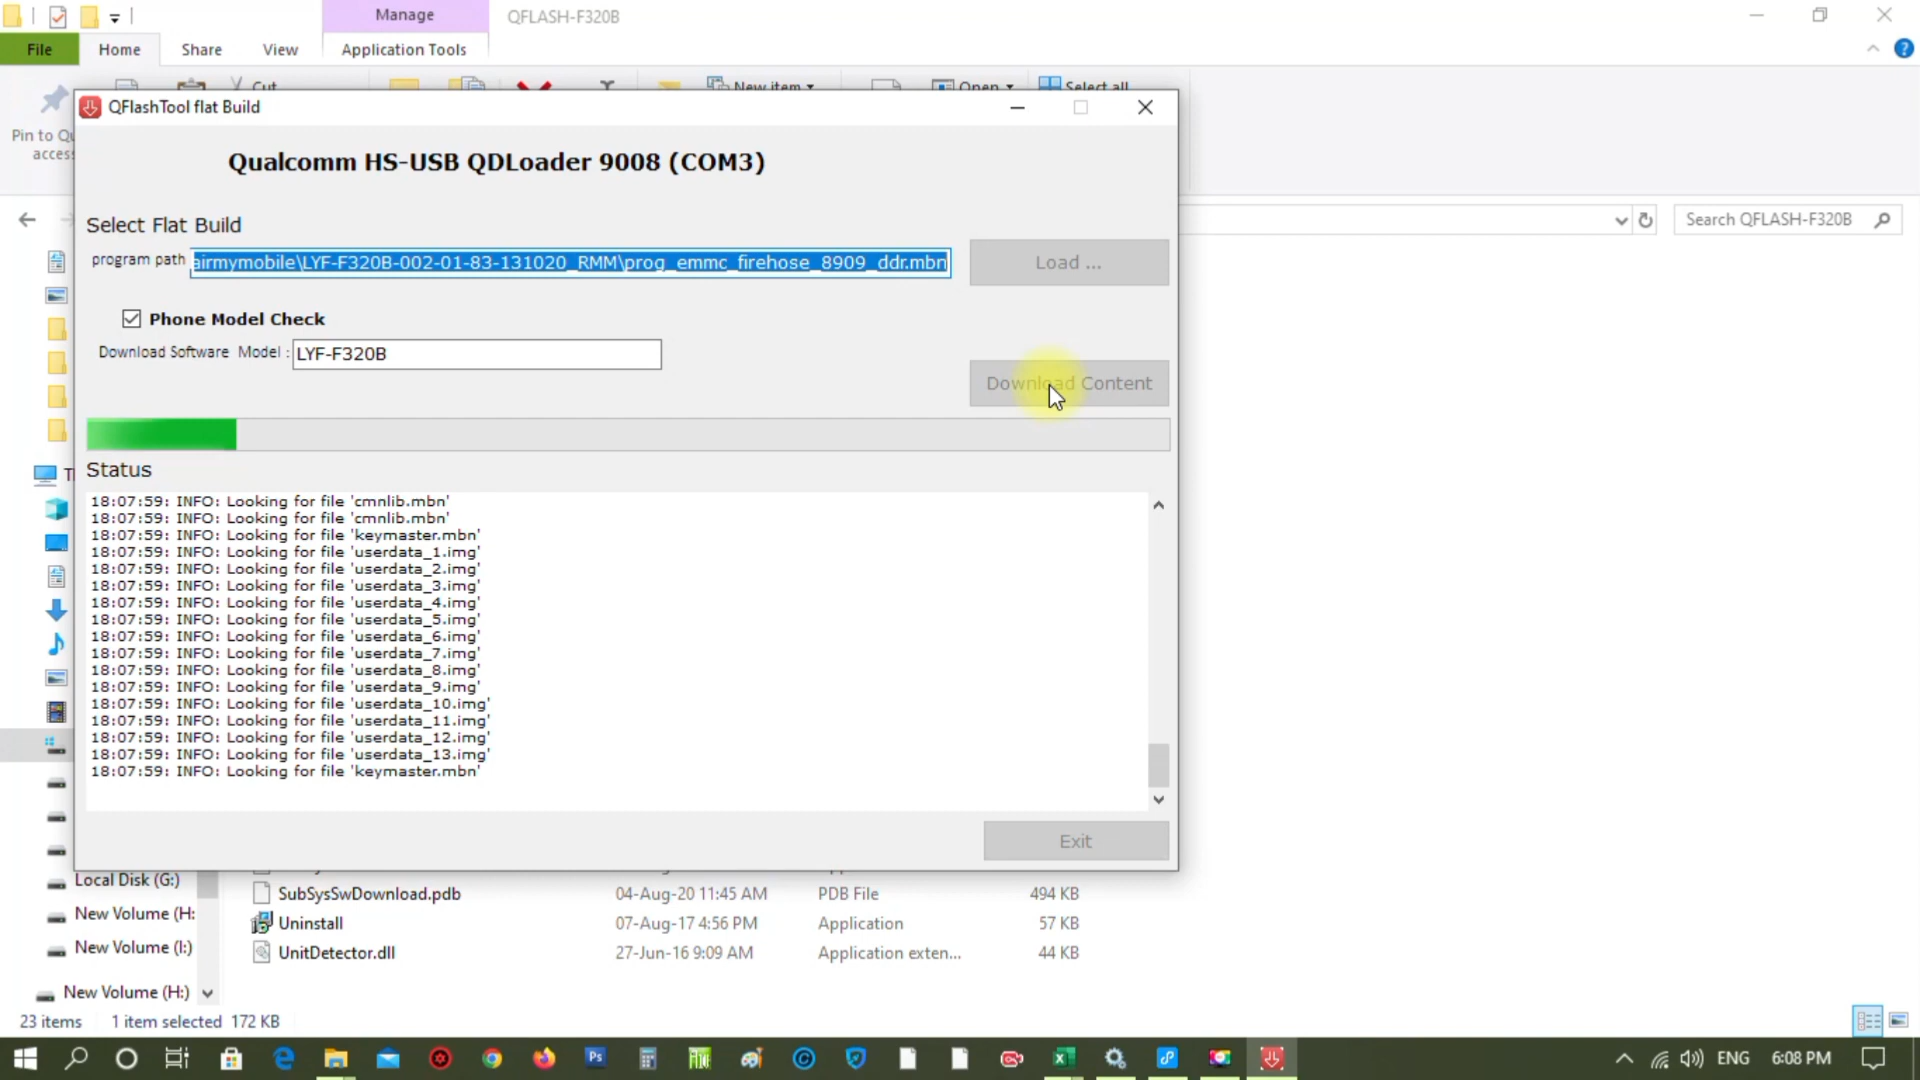 Manage
QFLASH-F320B
File
Home
Share
View
Application Tools
Cut
New item
Open
Select all
Pin to Qu
access
QFlashTool flat Build
Qualcomm HS-USB QDLoader 9008 (COM3)
Search QFLASH-F320B
Select Flat Build
program path
airmymobile\LYF-F320B-002-01-83-131020_RMM\prog_emmc_firehose_8909_ddr.mbn
Load ...
Phone Model Check
Download Software Model :
LYF-F320B
Download Content
Status
18:07:59: INFO: Looking for file 'cmnlib.mbn'
18:07:59: INFO: Looking for file 'cmnlib.mbn'
18:07:59: INFO: Looking for file 'keymaster.mbn'
18:07:59: INFO: Looking for file 'userdata_1.img'
18:07:59: INFO: Looking for file 'userdata_2.img'
18:07:59: INFO: Looking for file 'userdata_3.img'
18:07:59: INFO: Looking for file 'userdata_4.img'
18:07:59: INFO: Looking for file 'userdata_5.img'
18:07:59: INFO: Looking for file 'userdata_6.img'
18:07:59: INFO: Looking for file 'userdata_7.img'
18:07:59: INFO: Looking for file 'userdata_8.img'
18:07:59: INFO: Looking for file 'userdata_9.img'
18:07:59: INFO: Looking for file 'userdata_10.img'
18:07:59: INFO: Looking for file 'userdata_11.img'
18:07:59: INFO: Looking for file 'userdata_12.img'
18:07:59: INFO: Looking for file 'userdata_13.img'
18:07:59: INFO: Looking for file 'keymaster.mbn'
Exit
Local Disk (G:)
SubSysSwDownload.pdb 04-Aug-20 11:45 AM PDB File 494 KB
New Volume (H:
Uninstall 07-Aug-17 4:56 PM Application 57 KB
New Volume (I:)
UnitDetector.dll 27-Jun-16 9:09 AM Application exten... 44 KB
New Volume (H:)
23 items 1 item selected 172 KB
Ps
ENG
6:08 PM